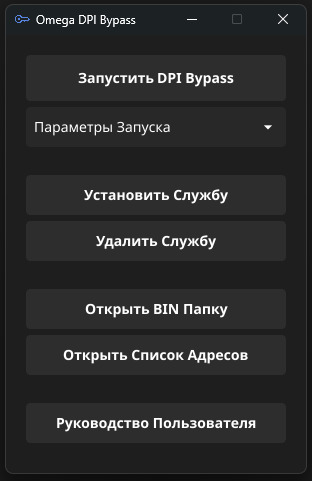 Omega DPI Bypass
Запустить DPI Bypass
Параметры Запуска
Установить Службу
Удалить Службу
Открыть BIN Папку
Открыть Список Адресов
Руководство Пользователя